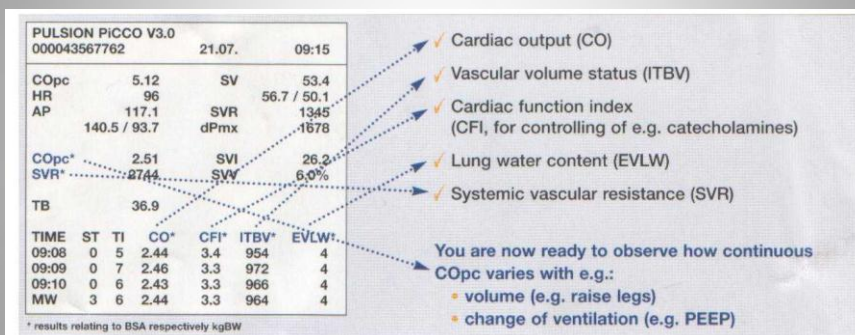 PULSION PiCCO V3.0
000043567762 21.07. 09:15
COpc 5.12 SV 53.4
HR 96 56.7 / 50.1
AP 117.1 SVR 1345
140.5 / 93.7 dPmx 1678
COpc* 2.51 SVI 26.2
SVR* 2744 SVV 6.0%
TB 36.9
TIME ST TI CO* CFI* ITBV* EVLW*
09:08 0 5 2.44 3.4 954 4
09:09 0 7 2.46 3.3 972 4
09:10 0 6 2.43 3.3 966 4
MW 3 6 2.44 3.3 964 4
* results relating to BSA respectively kgBW
✓ Cardiac output (CO)
✓ Vascular volume status (ITBV)
✓ Cardiac function index
(CFI, for controlling of e.g. catecholamines)
✓ Lung water content (EVLW)
✓ Systemic vascular resistance (SVR)
You are now ready to observe how continuous
COpc varies with e.g.:
• volume (e.g. raise legs)
• change of ventilation (e.g. PEEP)